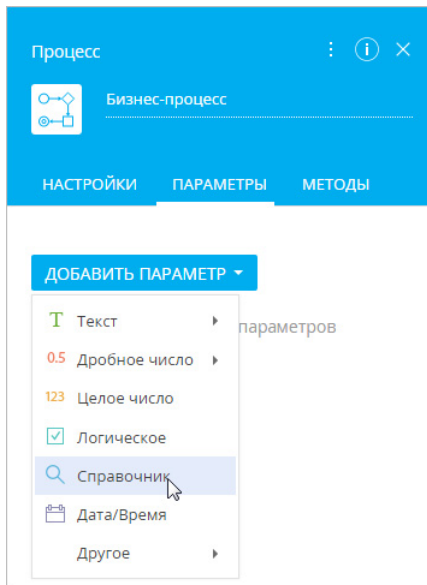 Процесс
Бизнес-процесс
НАСТРОЙКИ ПАРАМЕТРЫ МЕТОДЫ
ДОБАВИТЬ ПАРАМЕТР
T Текст
параметров
0.5 Дробное число
123 Целое число
Логическое
Справочник
Дата/Время
Другое